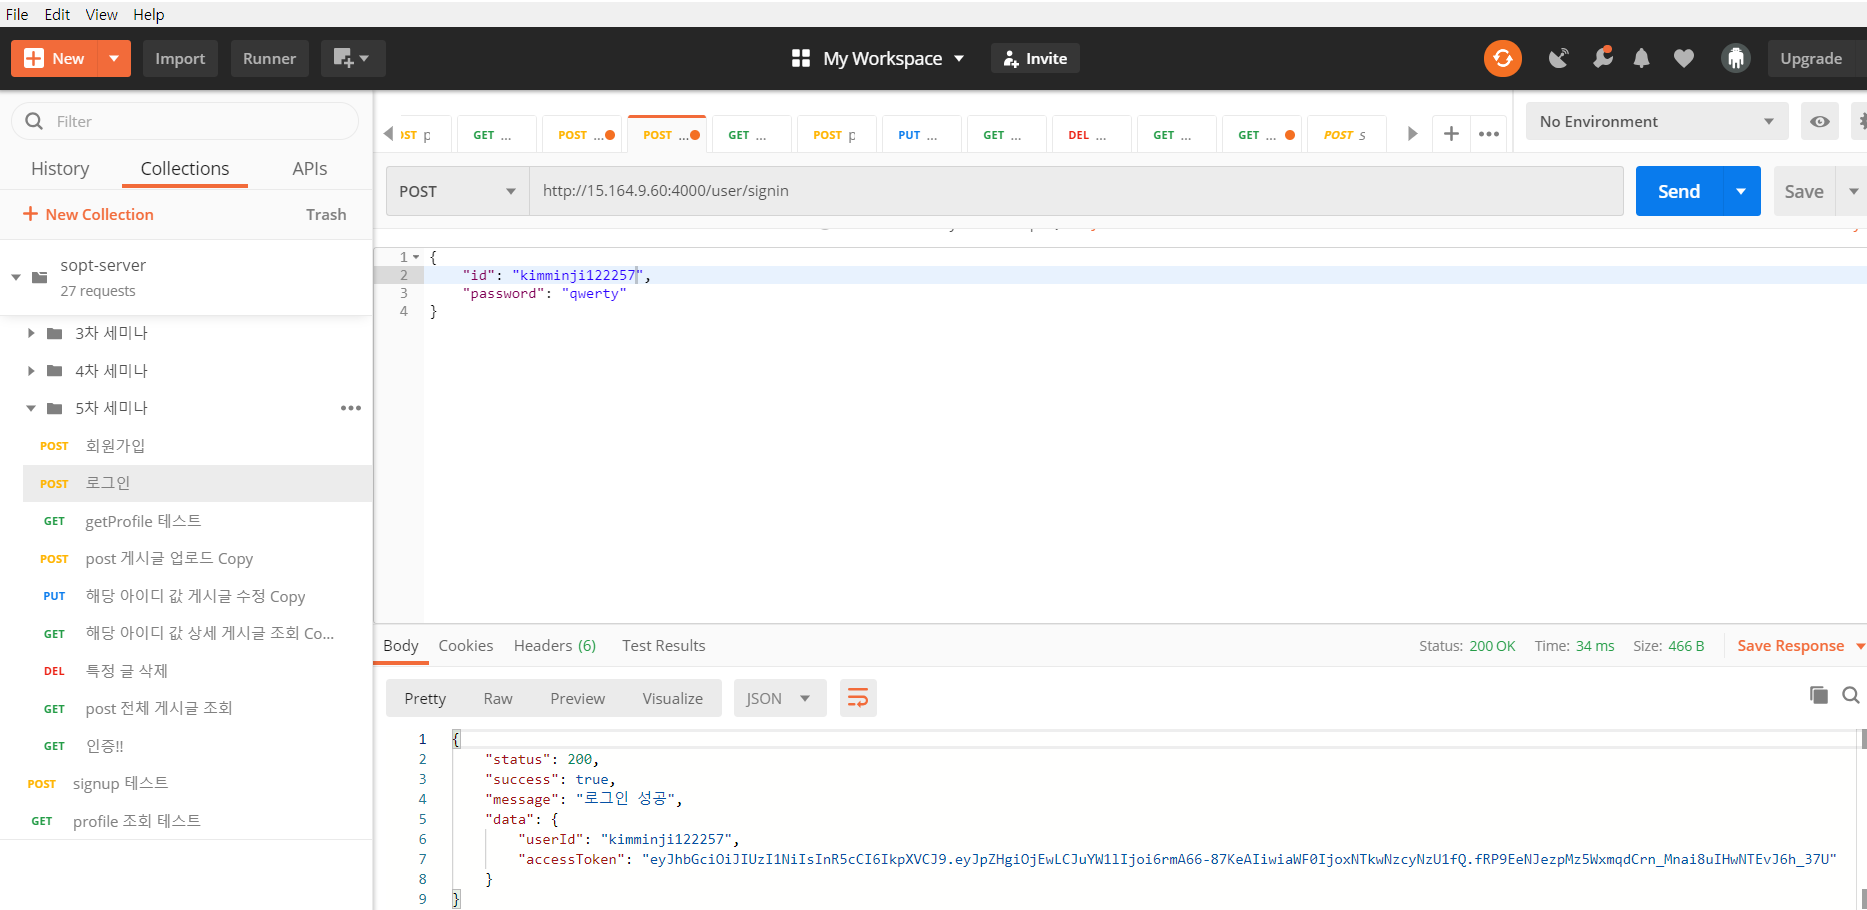 File Edit View Help
New Import Runner My Workspace Invite Upgrade
Filter
History Collections APIs
New Collection Trash
sopt-server
27 requests
3차 세미나
4차 세미나
5차 세미나
POST 회원가입
POST 로그인
GET getProfile 테스트
POST post 게시글 업로드 Copy
PUT 해당 아이디 값 게시글 수정 Copy
GET 해당 아이디 값 상세 게시글 조회 Co...
DEL 특정 글 삭제
GET post 전체 게시글 조회
GET 인증!!
POST signup 테스트
GET profile 조회 테스트
GET ... POST ... POST ... GET ... POST p PUT ... GET ... DEL ... GET ... GET ... POST s
No Environment
POST http://15.164.9.60:4000/user/signin Send Save
1 {
2 "id": "kimminji122257",
3 "password": "qwerty"
4 }
Body Cookies Headers (6) Test Results Status: 200 OK Time: 34 ms Size: 466 B Save Response
Pretty Raw Preview Visualize JSON
1 {
2 "status": 200,
3 "success": true,
4 "message": "로그인 성공",
5 "data": {
6 "userId": "kimminji122257",
7 "accessToken": "eyJhbGciOiJIUzI1NiIsInR5cCI6IkpXVCJ9.eyJpZHgiOjEwLCJuYW1lIjoi6rmA66-87KeAIiwiaWF0IjoxNTkwNzcyNzU1fQ.fRP9EeNJezpMz5WxmqdCrn_Mnai8uIHwNTEvJ6h_37U"
8 }
9 }